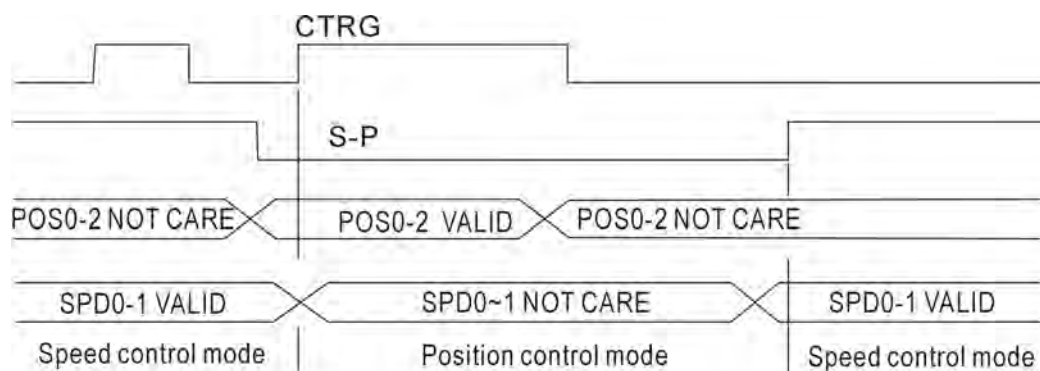 CTRG
S-P
POS0-2 NOT CARE POS0-2 VALID POS0-2 NOT CARE
SPD0-1 VALID SPD0~1 NOT CARE SPD0-1 VALID
Speed control mode Position control mode Speed control mode